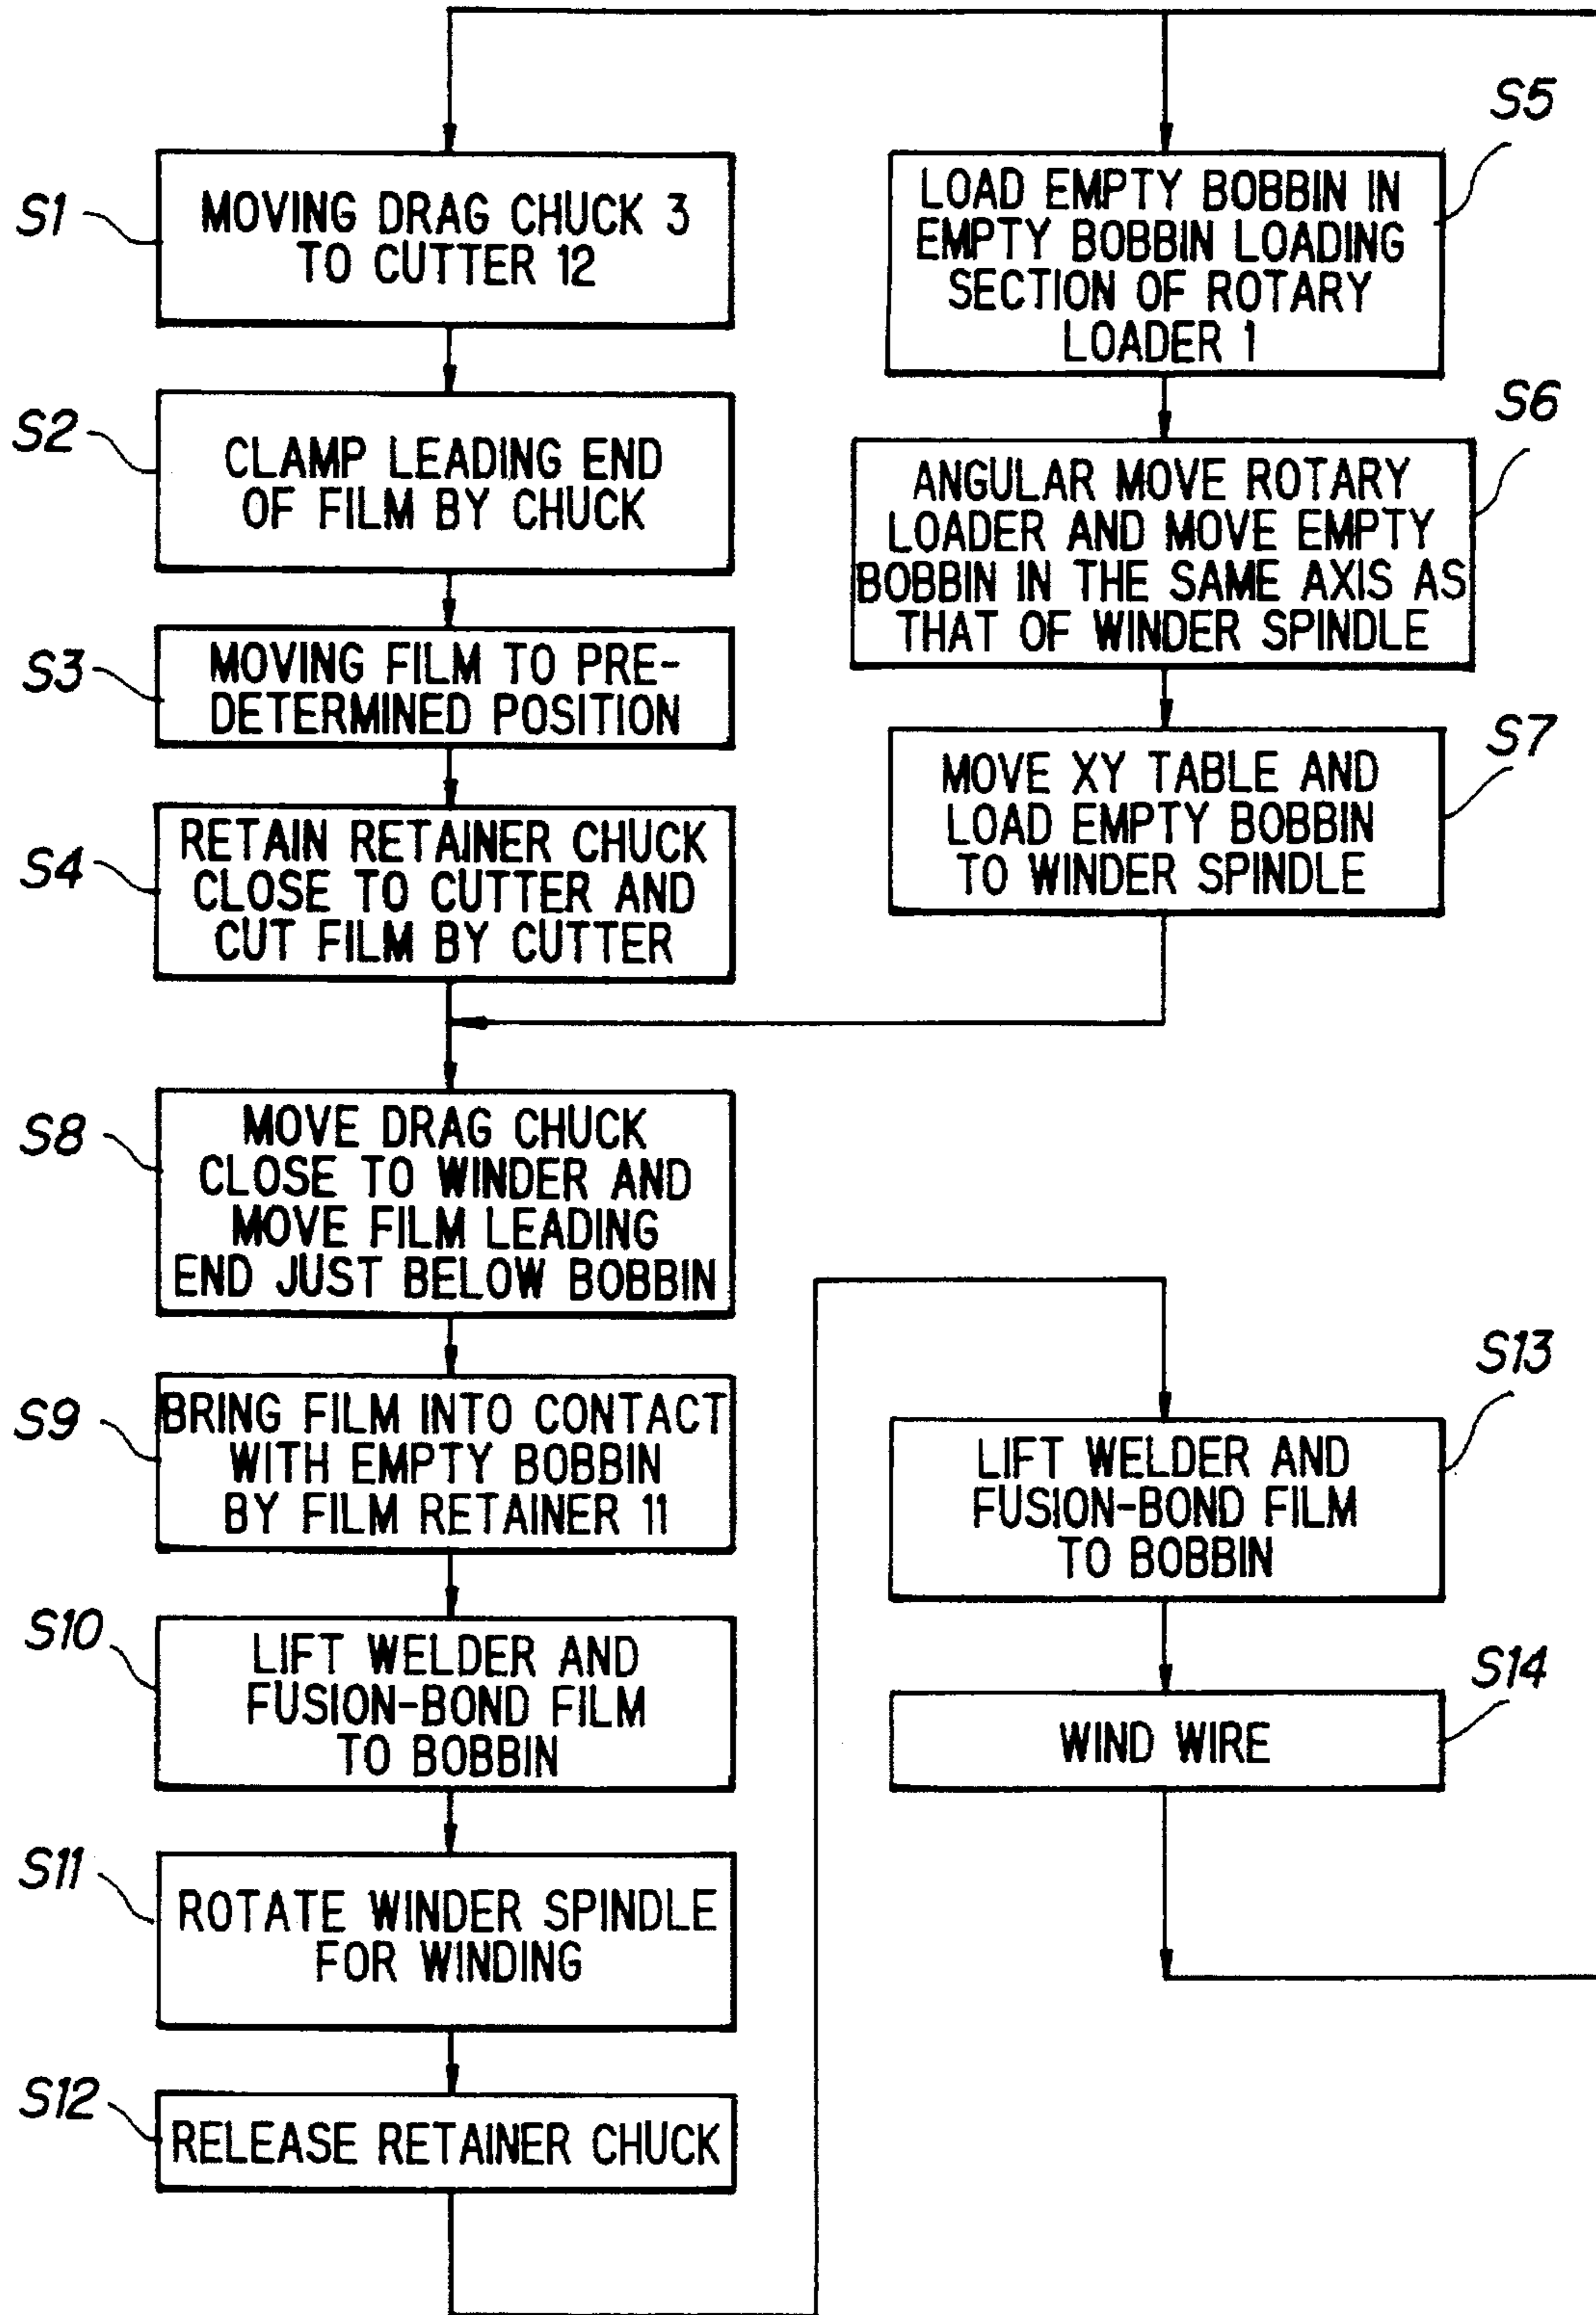 S1
MOVING DRAG CHUCK 3
TO CUTTER 12
S2
CLAMP LEADING END
OF FILM BY CHUCK
S3
MOVING FILM TO PRE-
DETERMINED POSITION
S4
RETAIN RETAINER CHUCK
CLOSE TO CUTTER AND
CUT FILM BY CUTTER
S5
LOAD EMPTY BOBBIN IN
EMPTY BOBBIN LOADING
SECTION OF ROTARY
LOADER 1
S6
ANGULAR MOVE ROTARY
LOADER AND MOVE EMPTY
BOBBIN IN THE SAME AXIS AS
THAT OF WINDER SPINDLE
S7
MOVE XY TABLE AND
LOAD EMPTY BOBBIN
TO WINDER SPINDLE
S8
MOVE DRAG CHUCK
CLOSE TO WINDER AND
MOVE FILM LEADING
END JUST BELOW BOBBIN
S9
BRING FILM INTO CONTACT
WITH EMPTY BOBBIN
BY FILM RETAINER 11
S10
LIFT WELDER AND
FUSION-BOND FILM
TO BOBBIN
S11
ROTATE WINDER SPINDLE
FOR WINDING
S12
RELEASE RETAINER CHUCK
S13
LIFT WELDER AND
FUSION-BOND FILM
TO BOBBIN
S14
WIND WIRE